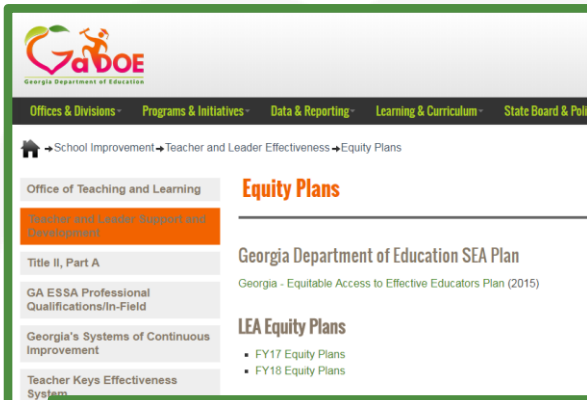 GaDOE
Georgia Department of Education
Offices & Divisions Programs & Initiatives Data & Reporting Learning & Curriculum State Board & Poli
→School Improvement→Teacher and Leader Effectiveness→Equity Plans
Office of Teaching and Learning
Teacher and Leader Support and
Development
Title II, Part A
GA ESSA Professional
Qualifications/In-Field
Georgia's Systems of Continuous
Improvement
Teacher Keys Effectiveness
System
Equity Plans
Georgia Department of Education SEA Plan
Georgia - Equitable Access to Effective Educators Plan (2015)
LEA Equity Plans
▪ FY17 Equity Plans
▪ FY18 Equity Plans